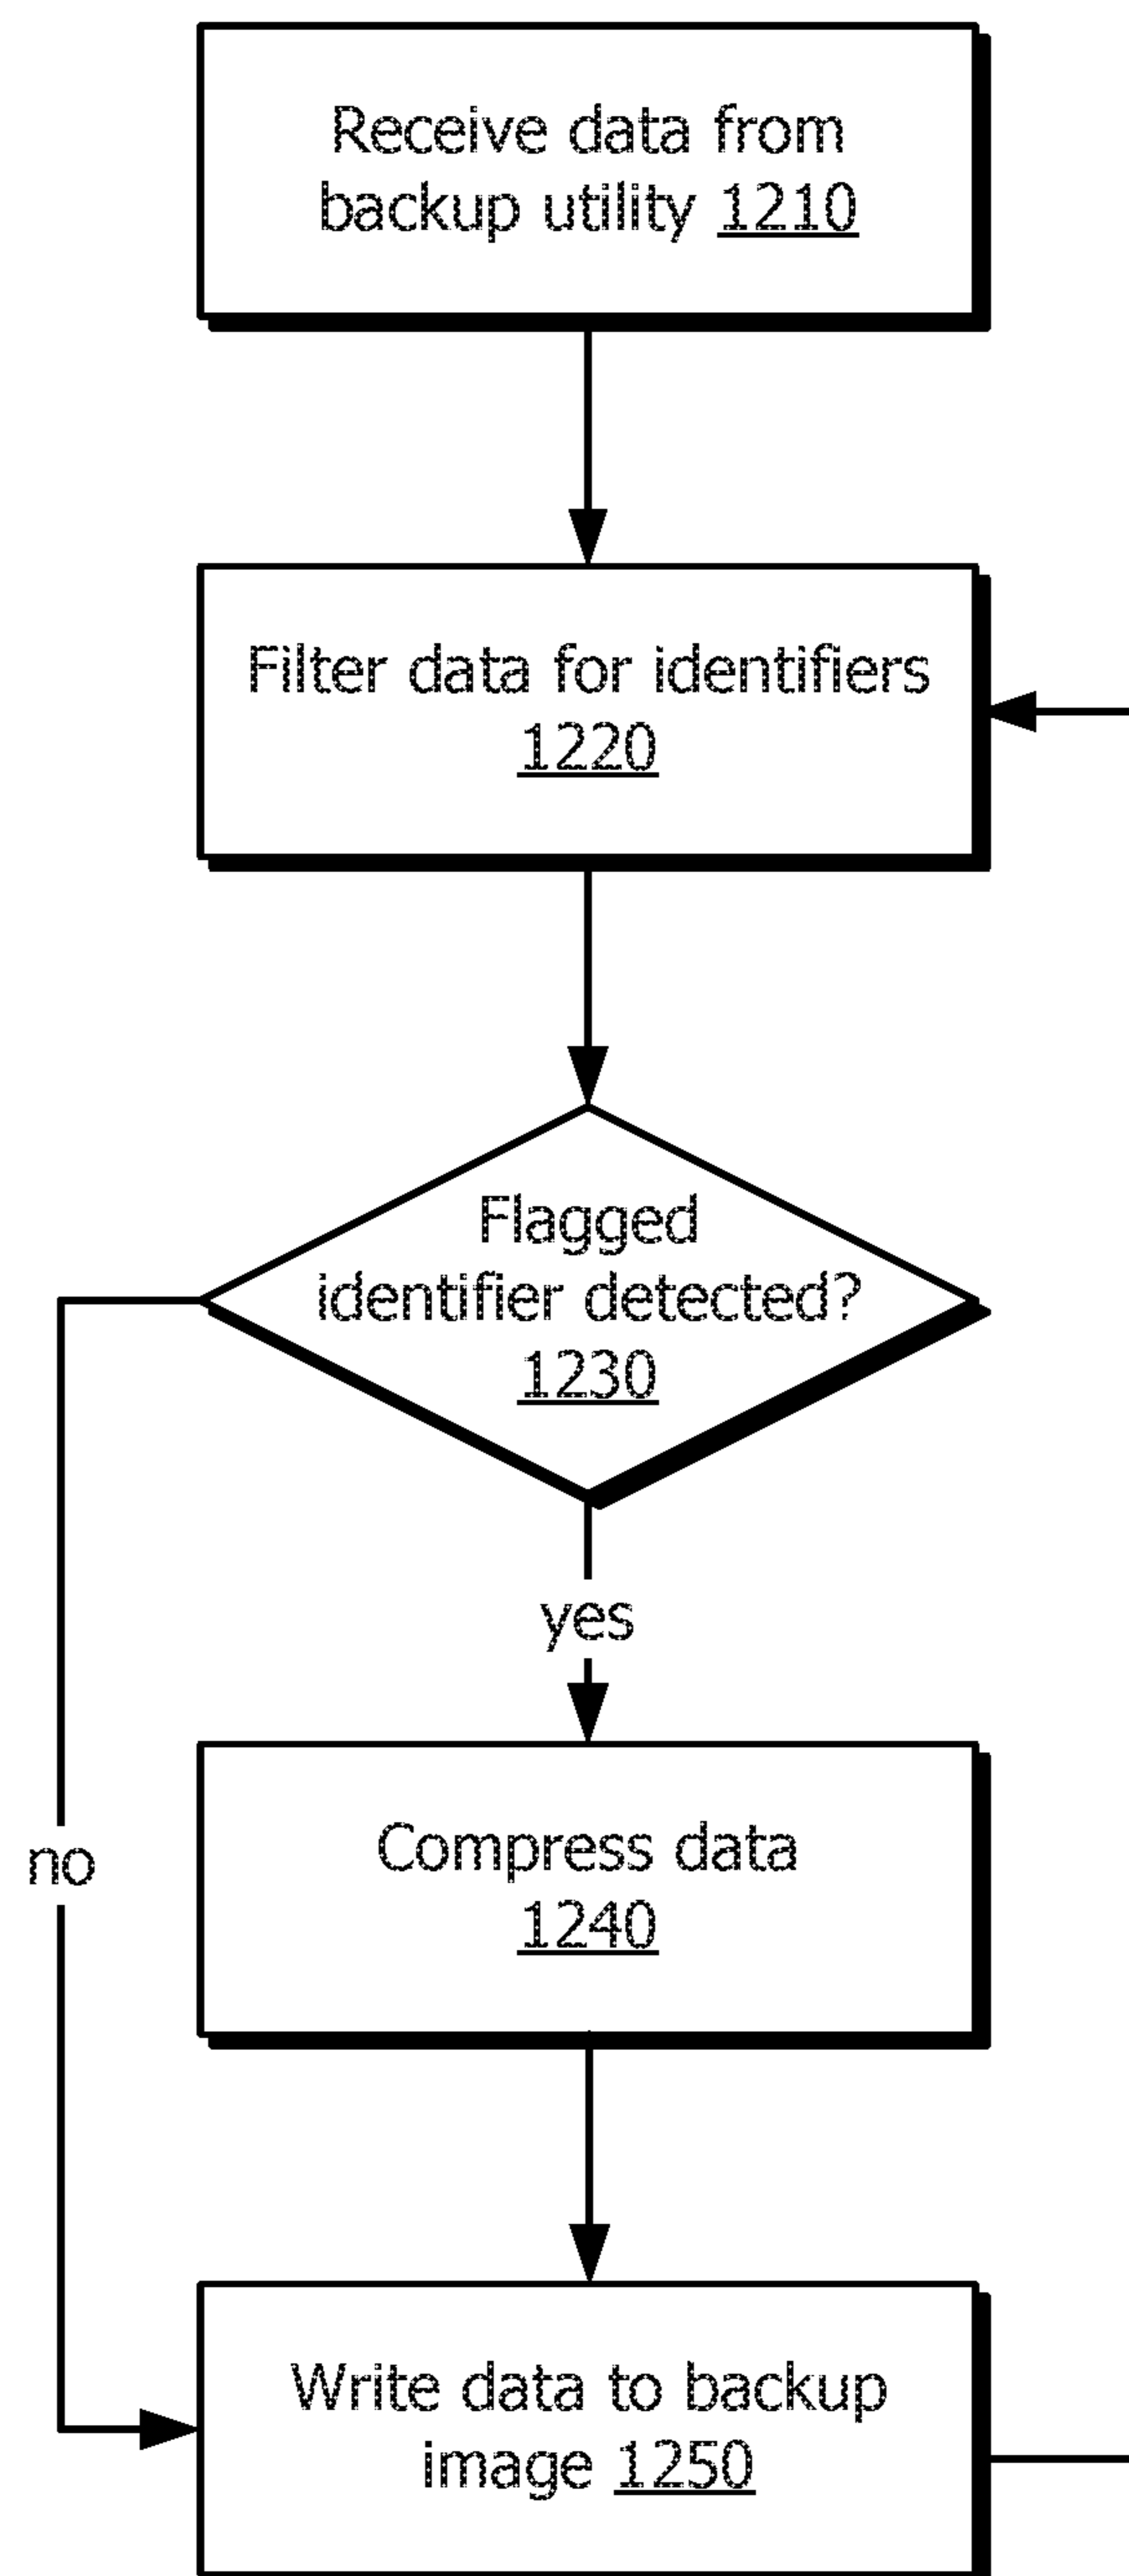 Receive data from
backup utility 1210
Filter data for identifiers
1220
Flagged
identifier detected?
1230
yes
Compress data
1240
no
Write data to backup
image 1250